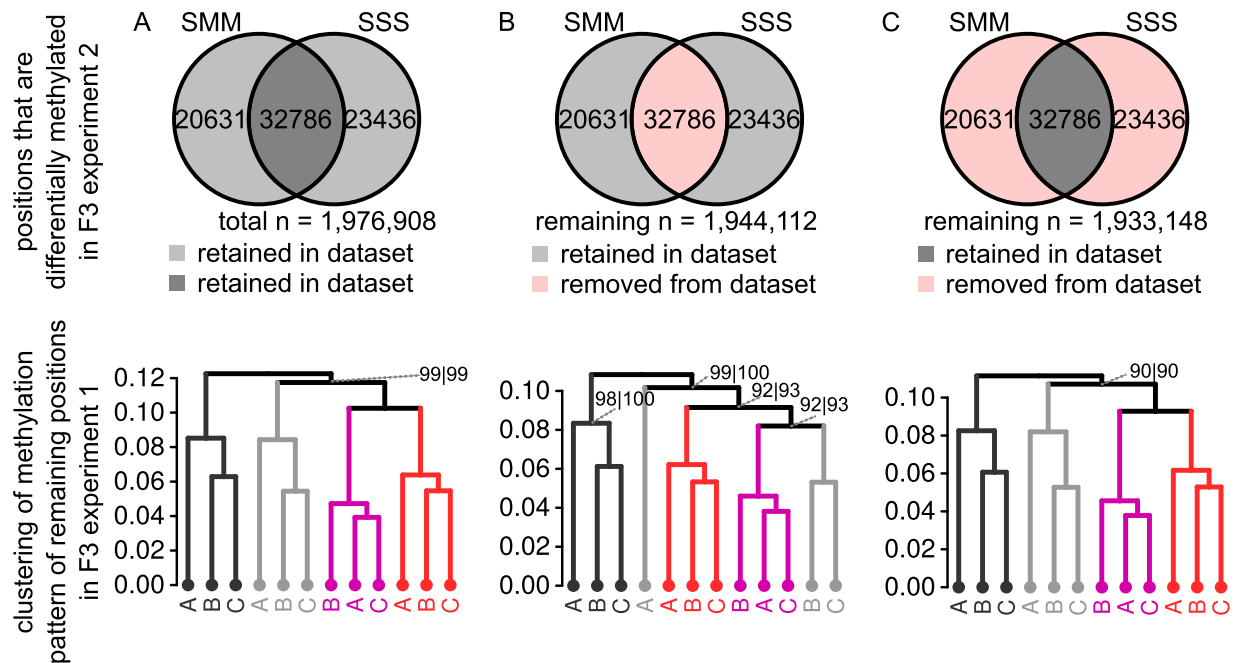 positions that are
differentially methylated
in F3 experiment 2
A
SMM
SSS
20631
32786
23436
total n = 1,976,908
retained in dataset
retained in dataset
B
SMM
SSS
20631
32786
23436
remaining n = 1,944,112
retained in dataset
removed from dataset
C
SMM
SSS
20631
32786
23436
remaining n = 1,933,148
retained in dataset
removed from dataset
clustering of methylation
pattern of remaining positions
in F3 experiment 1
0.12
0.10
0.08
0.06
0.04
0.02
0.00
99|99
A B C A B C B A C A B C
0.10
0.08
0.06
0.04
0.02
0.00
98|100
99|100
92|93
92|93
A B C A A B C B A C B C
0.10
0.08
0.06
0.04
0.02
0.00
90|90
A B C A B C B A C A B C